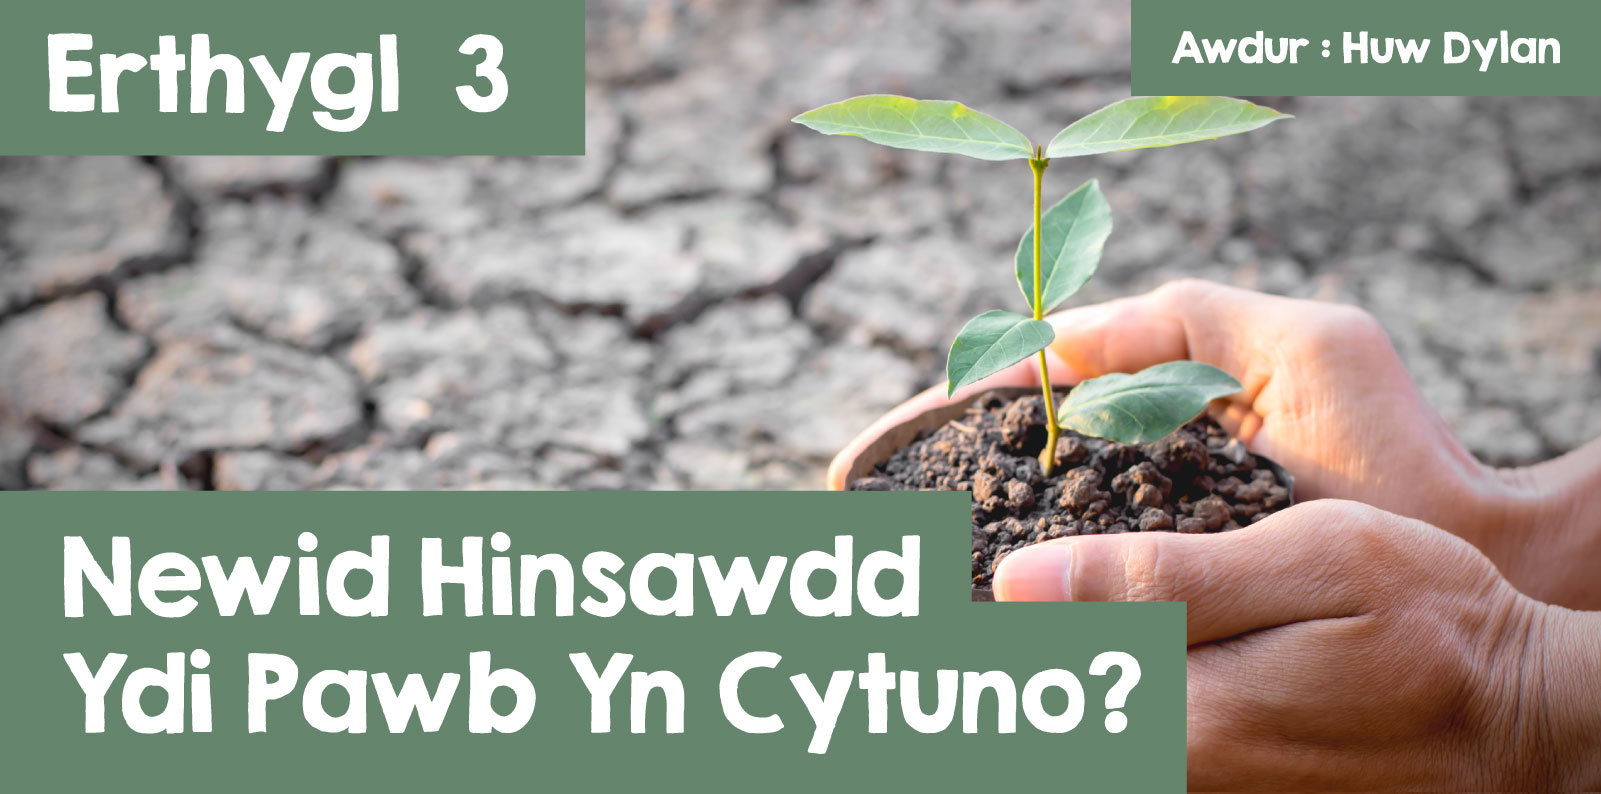 Erthygl 3
Awdur : Huw Dylan
Newid Hinsawdd
Ydi Pawb Yn Cytuno?